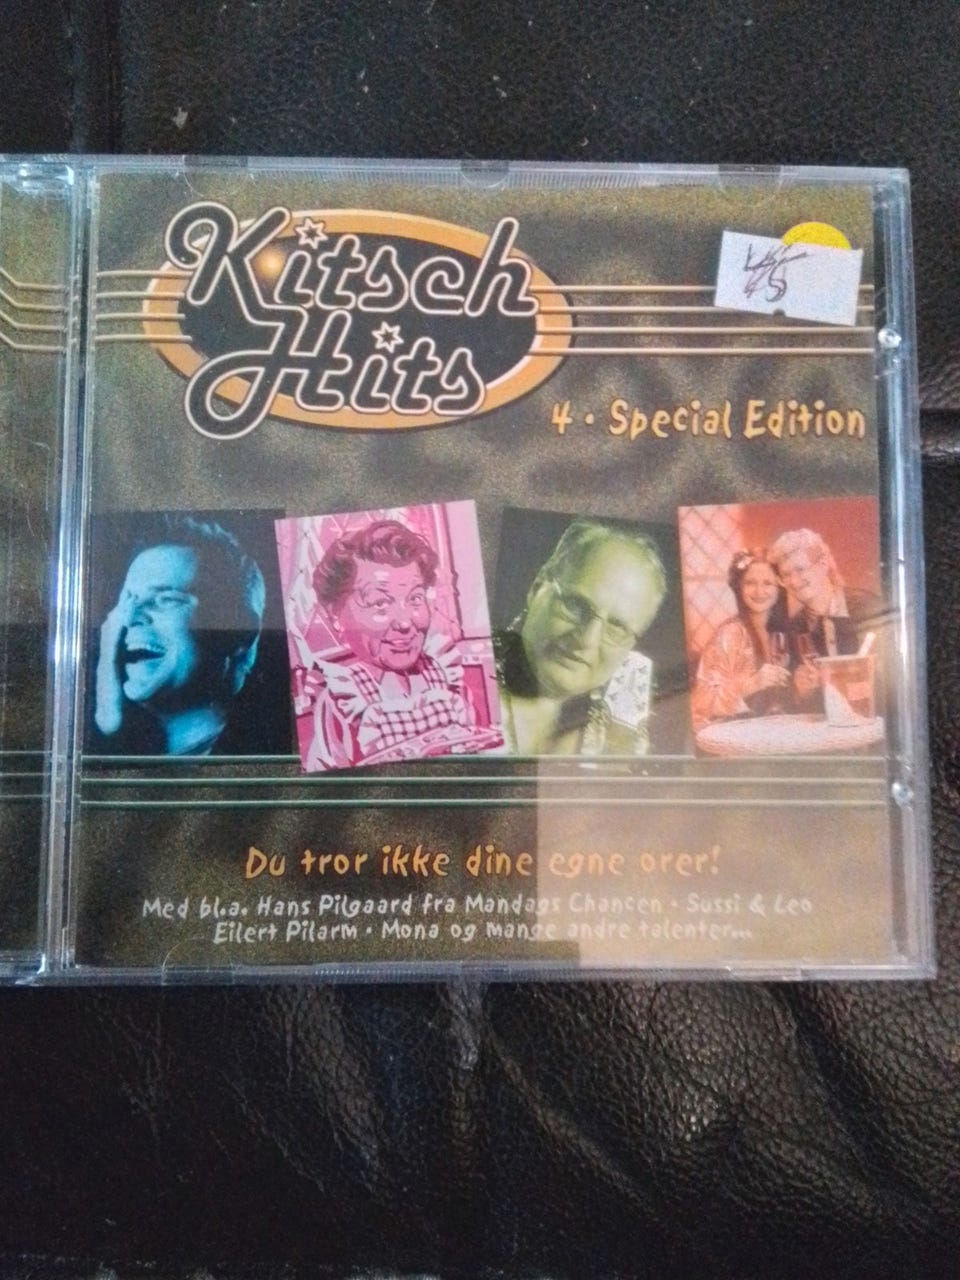 Kitsch
Hits
4 · Special Edition
Du tror ikke dine egne ører!
Med bl.a. Hans Pilgaard fra Mandags Chancen · Sussi & Leo
Eilert Pilarm · Mona og mange andre talenter...